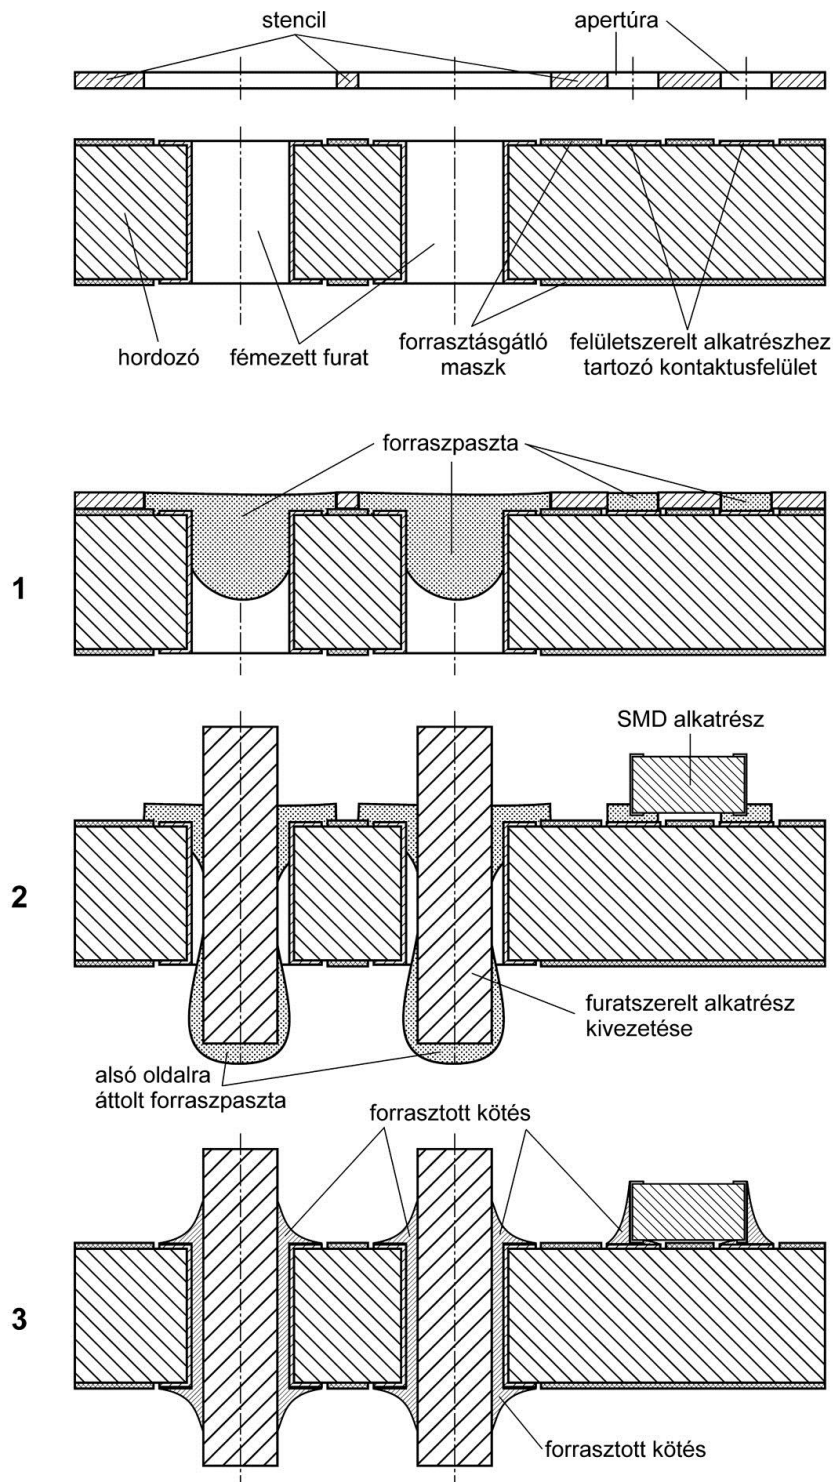 stencil
apertúra
hordozó
fémezett furat
forrasztásgátló
maszk
felületszerelt alkatrészhez
tartozó kontaktusfelület
forraszpaszta
1
SMD alkatrész
2
furatszerelt alkatrész
kivezetése
alsó oldalra
áttolt forraszpaszta
forrasztott kötés
3
forrasztott kötés